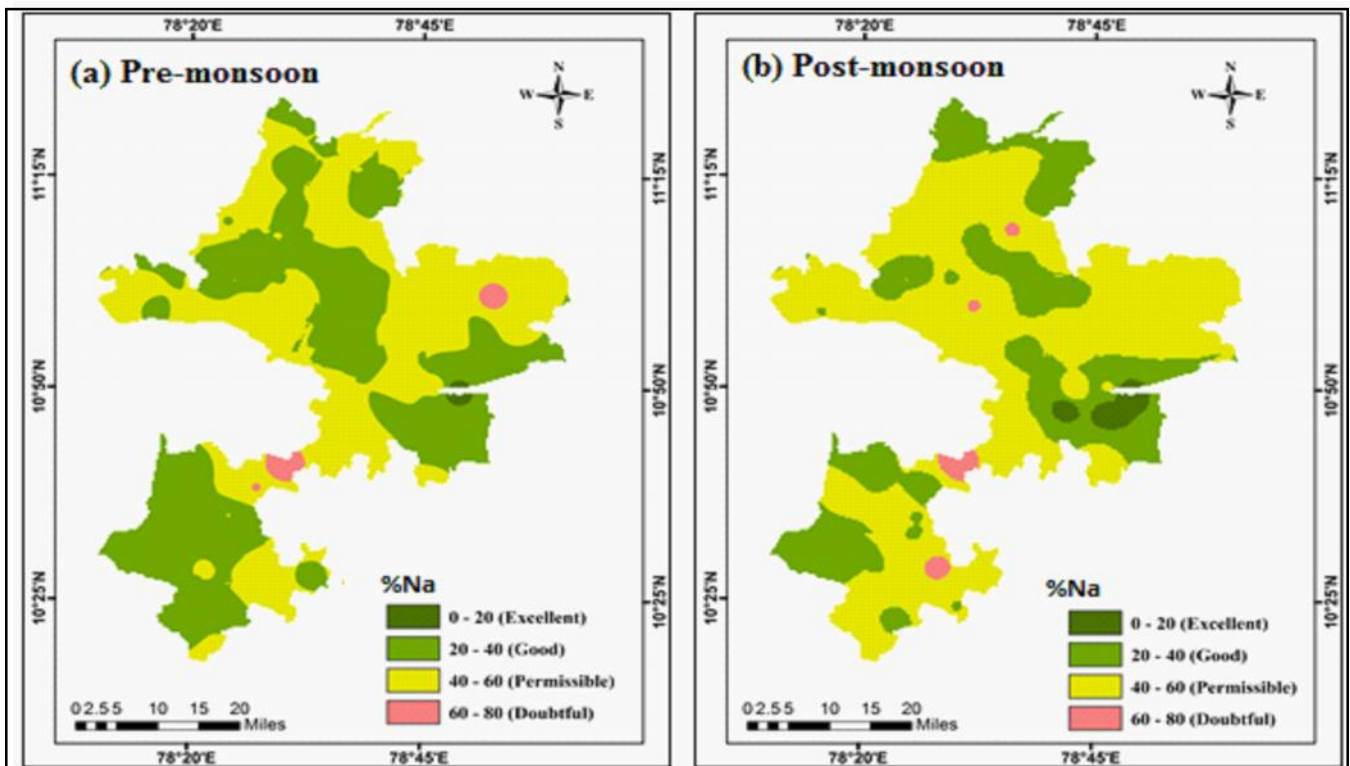 78°20'E 78°45'E
(a) Pre-monsoon
N
W E
S
11°15'N
11°15'N
10°50'N
10°50'N
10°25'N
10°25'N
%Na
0 - 20 (Excellent)
20 - 40 (Good)
40 - 60 (Permissible)
60 - 80 (Doubtful)
0 2.5 5 10 15 20
Miles
78°20'E 78°45'E
78°20'E 78°45'E
(b) Post-monsoon
N
W E
S
11°15'N
11°15'N
10°50'N
10°50'N
10°25'N
10°25'N
%Na
0 - 20 (Excellent)
20 - 40 (Good)
40 - 60 (Permissible)
60 - 80 (Doubtful)
0 2.5 5 10 15 20
Miles
78°20'E 78°45'E